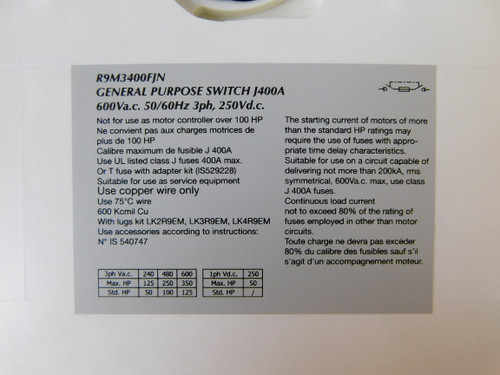 R9M3400FJN
GENERAL PURPOSE SWITCH J400A
600Va.c. 50/60Hz 3ph, 250Vd.c.
Not for use as motor controller over 100 HP
Ne convient pas aux charges motrices de
plus de 100 HP
Calibre maximum de fusible J 400A
Use UL listed class J fuses 400A max.
Or T fuse with adapter kit (IS529228)
Suitable for use as service equipment
Use copper wire only
Use 75°C wire
600 Kcmil Cu
With lugs kit LK2R9EM, LK3R9EM, LK4R9EM
Use accessories according to instructions:
N° IS 540747
3ph Va.c. 240 480 600
Max. HP 125 250 350
Std. HP 50 100 125
1ph Vd.c. 250
Max. HP 50
Std. HP /
The starting current of motors of more
than the standard HP ratings may
require the use of fuses with appro-
priate time delay characteristics.
Suitable for use on a circuit capable of
delivering not more than 200kA, rms
symmetrical, 600Va.c. max, use class
J 400A fuses.
Continuous load current
not to exceed 80% of the rating of
fuses employed in other than motor
circuits.
Toute charge ne devra pas excéder
80% du calibre des fusibles sauf s'il
s'agit d'un accompagnement moteur.